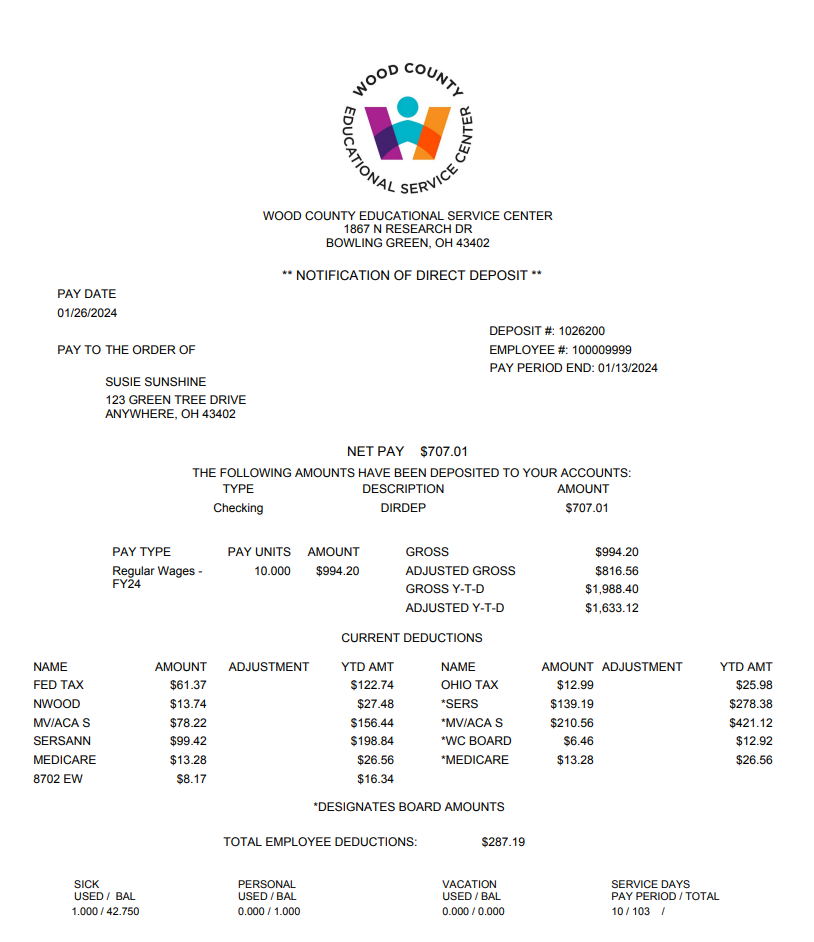 WOOD COUNTY
EDUCATIONAL SERVICE CENTER
WOOD COUNTY EDUCATIONAL SERVICE CENTER
1867 N RESEARCH DR
BOWLING GREEN, OH 43402
** NOTIFICATION OF DIRECT DEPOSIT **
PAY DATE
01/26/2024
DEPOSIT #: 1026200
PAY TO THE ORDER OF EMPLOYEE #: 100009999
PAY PERIOD END: 01/13/2024
SUSIE SUNSHINE
123 GREEN TREE DRIVE
ANYWHERE, OH 43402
NET PAY $707.01
THE FOLLOWING AMOUNTS HAVE BEEN DEPOSITED TO YOUR ACCOUNTS:
TYPE DESCRIPTION AMOUNT
Checking DIRDEP $707.01
PAY TYPE PAY UNITS AMOUNT GROSS $994.20
Regular Wages - 10.000 $994.20 ADJUSTED GROSS $816.56
FY24 GROSS Y-T-D $1,988.40
ADJUSTED Y-T-D $1,633.12
CURRENT DEDUCTIONS
NAME AMOUNT ADJUSTMENT YTD AMT NAME AMOUNT ADJUSTMENT YTD AMT
FED TAX $61.37 $122.74 OHIO TAX $12.99 $25.98
NWOOD $13.74 $27.48 *SERS $139.19 $278.38
MV/ACA S $78.22 $156.44 *MV/ACA S $210.56 $421.12
SERSANN $99.42 $198.84 *WC BOARD $6.46 $12.92
MEDICARE $13.28 $26.56 *MEDICARE $13.28 $26.56
8702 EW $8.17 $16.34
*DESIGNATES BOARD AMOUNTS
TOTAL EMPLOYEE DEDUCTIONS: $287.19
SICK PERSONAL VACATION SERVICE DAYS
USED / BAL USED / BAL USED / BAL PAY PERIOD / TOTAL
1.000 / 42.750 0.000 / 1.000 0.000 / 0.000 10 / 103 /